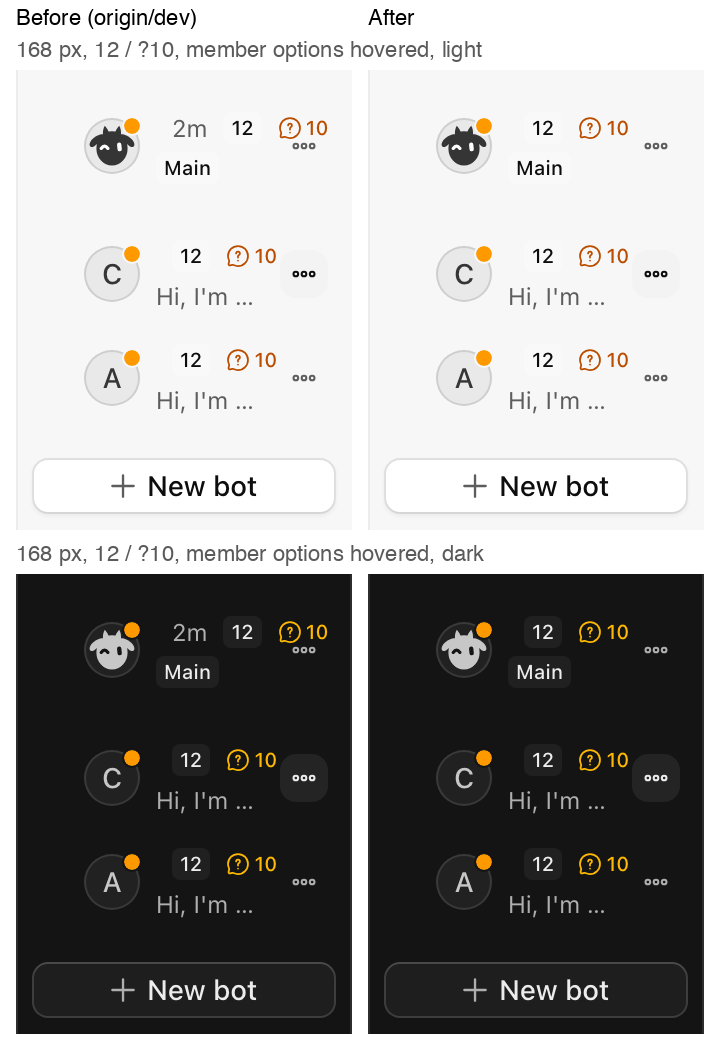 Before (origin/dev) After
168 px, 12 / ?10, member options hovered, light
2m 12 ? 10 12 ? 10
Main Main
C 12 ? 10 C 12 ? 10
Hi, I'm ... Hi, I'm ...
A 12 ? 10 A 12 ? 10
Hi, I'm ... Hi, I'm ...
+ New bot + New bot
168 px, 12 / ?10, member options hovered, dark
2m 12 ? 10 12 ? 10
Main Main
C 12 ? 10 C 12 ? 10
Hi, I'm ... Hi, I'm ...
A 12 ? 10 A 12 ? 10
Hi, I'm ... Hi, I'm ...
+ New bot + New bot